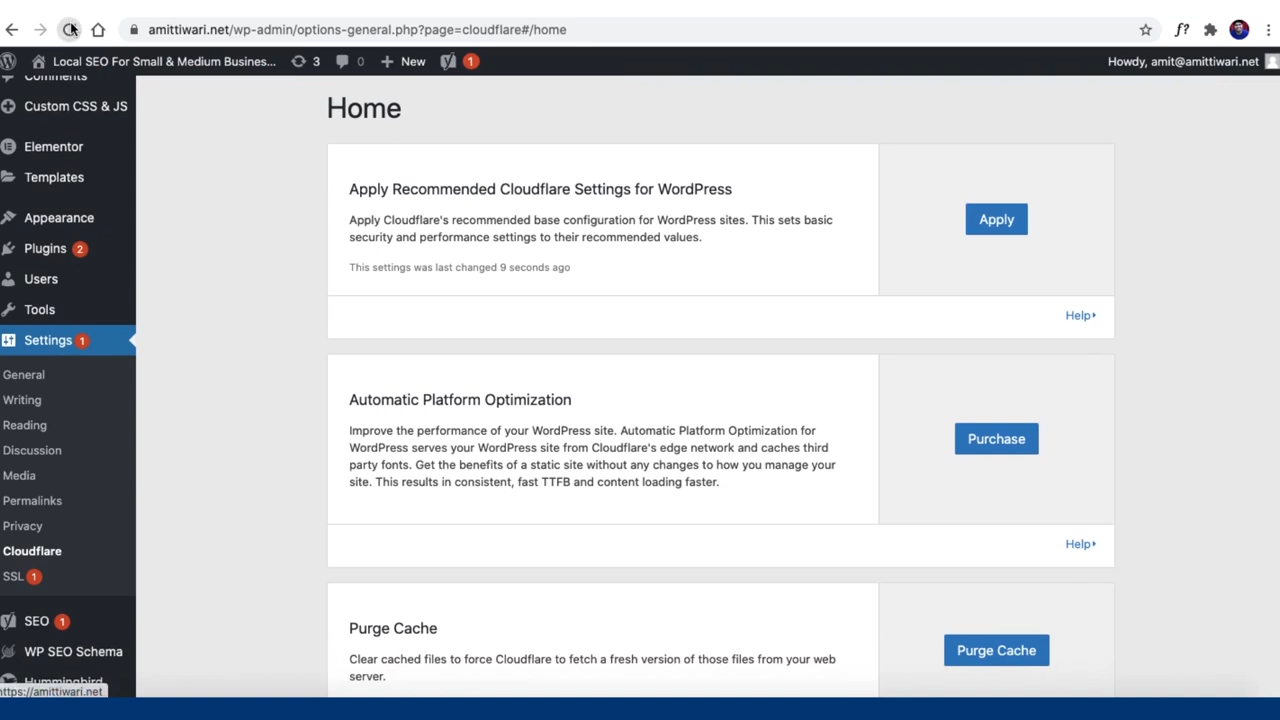 amittiwari.net/wp-admin/options-general.php?page=cloudflare#/home
f?
Local SEO For Small & Medium Busines...
3
0
New
1
Howdy, amit@amittiwari.net
Comments
Custom CSS & JS
Elementor
Templates
Appearance
Plugins 2
Users
Tools
Settings 1
General
Writing
Reading
Discussion
Media
Permalinks
Privacy
Cloudflare
SSL 1
SEO 1
WP SEO Schema
Hummingbird
https://amittiwari.net
Home
Apply Recommended Cloudflare Settings for WordPress
Apply Cloudflare's recommended base configuration for WordPress sites. This sets basic
security and performance settings to their recommended values.
This settings was last changed 9 seconds ago
Apply
Help
Automatic Platform Optimization
Improve the performance of your WordPress site. Automatic Platform Optimization for
WordPress serves your WordPress site from Cloudflare's edge network and caches third
party fonts. Get the benefits of a static site without any changes to how you manage your
site. This results in consistent, fast TTFB and content loading faster.
Purchase
Help
Purge Cache
Clear cached files to force Cloudflare to fetch a fresh version of those files from your web
server.
Purge Cache